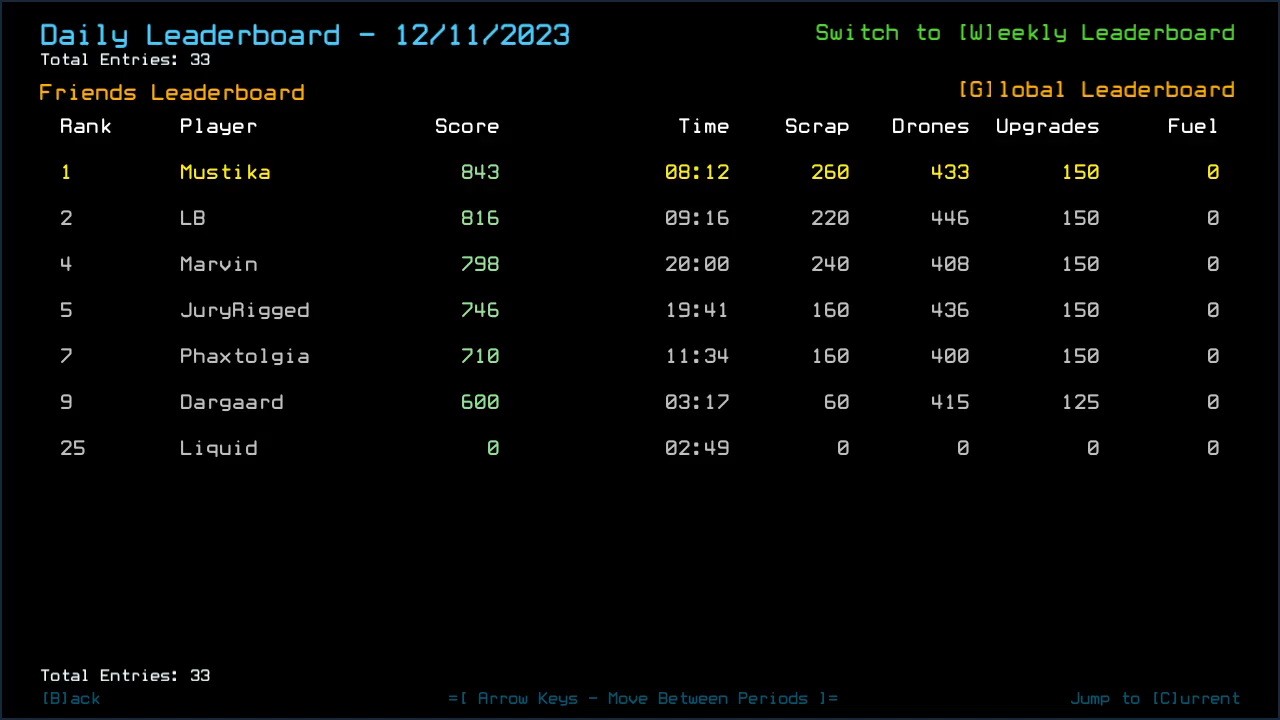 Daily Leaderboard - 12/11/2023 Switch to [W]eekly Leaderboard
Total Entries: 33
Friends Leaderboard [G]lobal Leaderboard
Rank Player Score Time Scrap Drones Upgrades Fuel
1 Mustika 843 08:12 260 433 150 0
2 LB 816 09:16 220 446 150 0
4 Marvin 798 20:00 240 408 150 0
5 JuryRigged 746 19:41 160 436 150 0
7 Phaxtolgia 710 11:34 160 400 150 0
9 Dargaard 600 03:17 60 415 125 0
25 Liquid 0 02:49 0 0 0 0
Total Entries: 33
[B]ack =[ Arrow Keys - Move Between Periods ]= Jump to [C]urrent